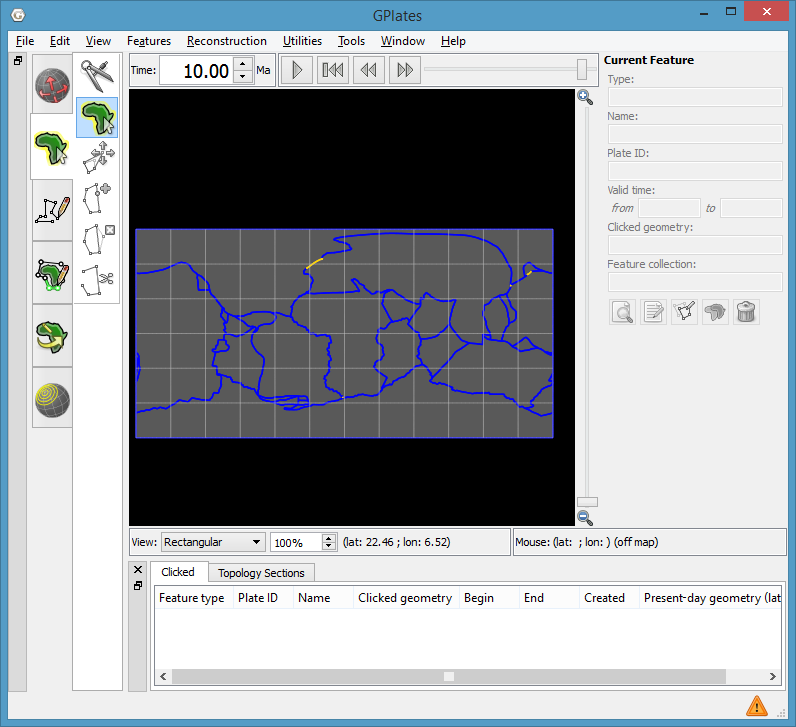 G
GPlates
File Edit View Features Reconstruction Utilities Tools Window Help
Time: 10.00 Ma
Current Feature
Type:
Name:
Plate ID:
Valid time:
from to
Clicked geometry:
Feature collection:
View: Rectangular 100% (lat: 22.46 ; lon: 6.52) Mouse: (lat: ; lon: ) (off map)
Clicked Topology Sections
Feature type Plate ID Name Clicked geometry Begin End Created Present-day geometry (lat